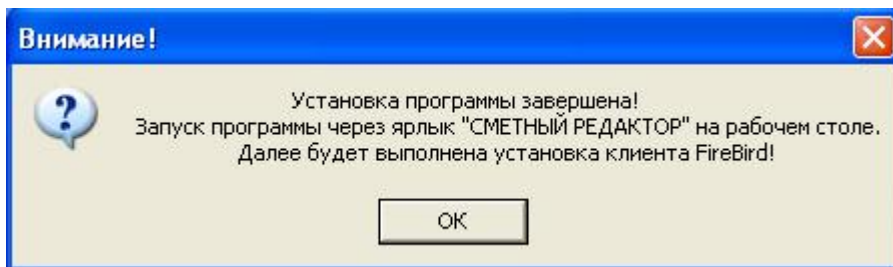 Внимание!
Установка программы завершена!
Запуск программы через ярлык "СМЕТНЫЙ РЕДАКТОР" на рабочем столе.
Далее будет выполнена установка клиента FireBird!
OK